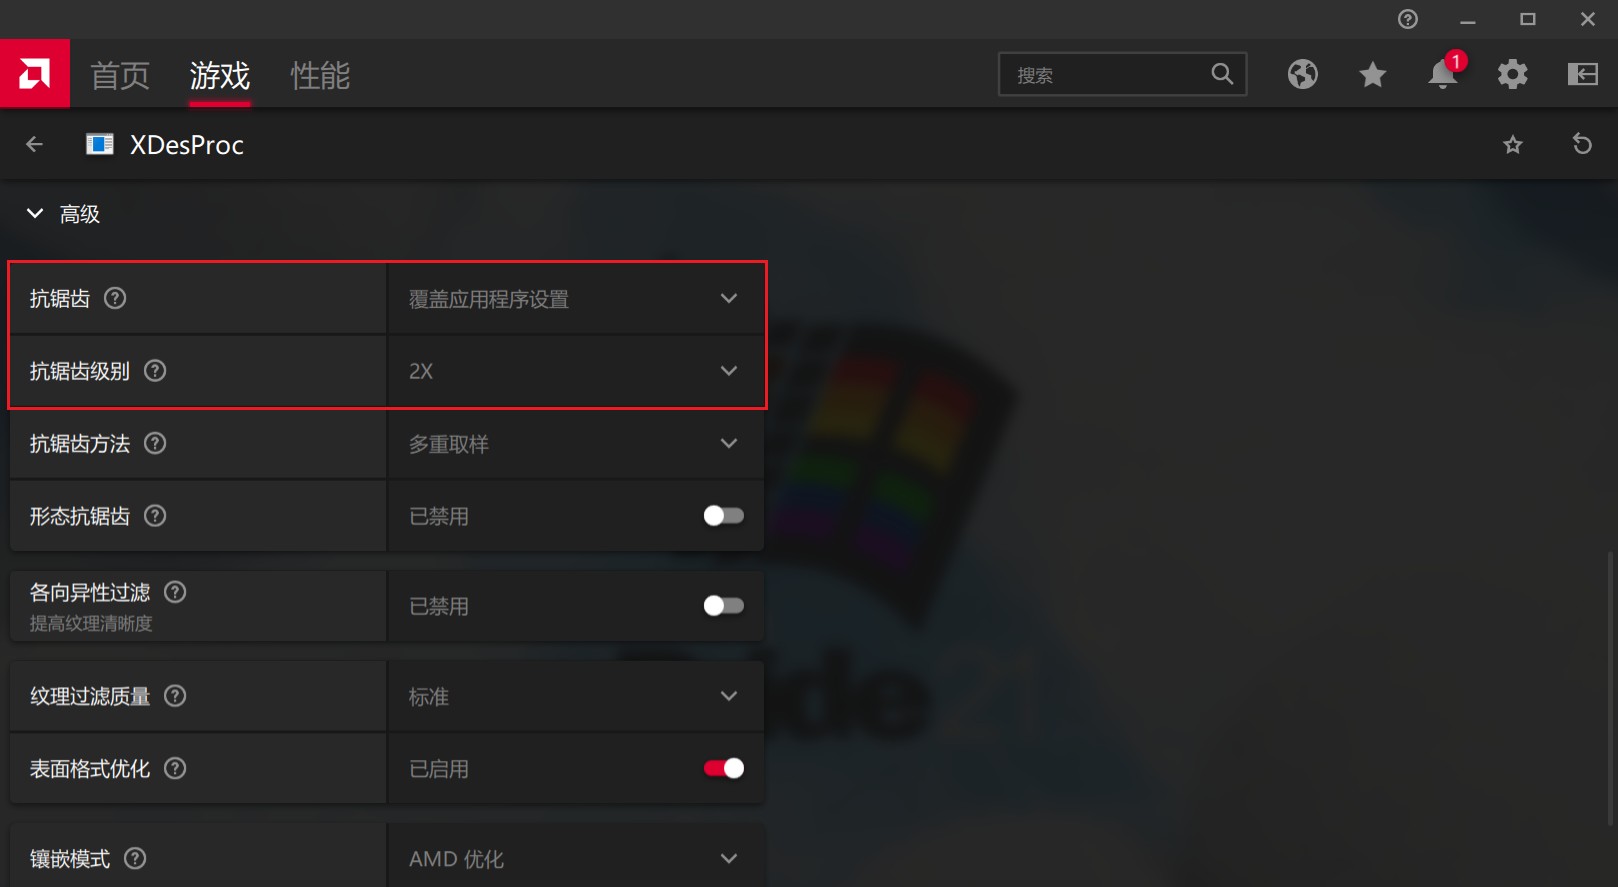 首页
游戏
性能
搜索
1
XDesProc
高级
抗锯齿
覆盖应用程序设置
抗锯齿级别
2X
抗锯齿方法
多重取样
形态抗锯齿
已禁用
各向异性过滤
提高纹理清晰度
已禁用
纹理过滤质量
标准
表面格式优化
已启用
镶嵌模式
AMD 优化